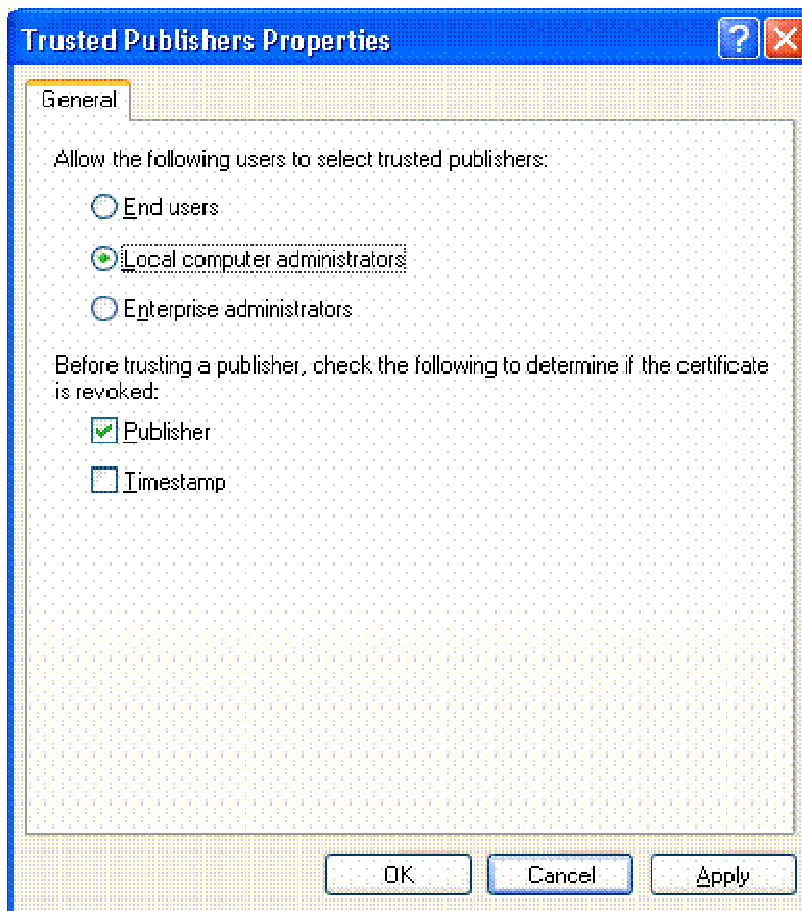 Trusted Publishers Properties
?
General
Allow the following users to select trusted publishers:
End users
Local computer administrators
Enterprise administrators
Before trusting a publisher, check the following to determine if the certificate
is revoked:
Publisher
Timestamp
OK Cancel Apply